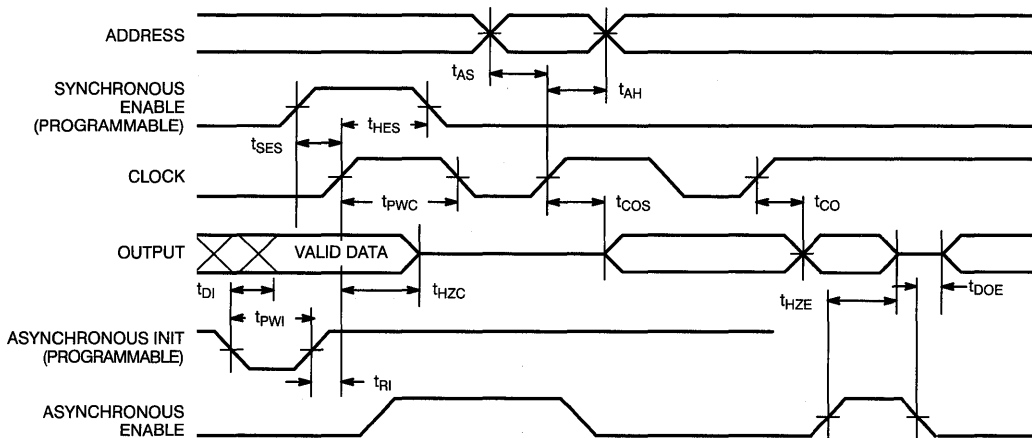 ADDRESS
tAS
tAH
SYNCHRONOUS
ENABLE
(PROGRAMMABLE)
tHES
tSES
CLOCK
tPWC
tCOS
tCO
OUTPUT
VALID DATA
tDI
tHZC
tHZE
tDOE
tPWI
ASYNCHRONOUS INIT
(PROGRAMMABLE)
tRI
ASYNCHRONOUS
ENABLE